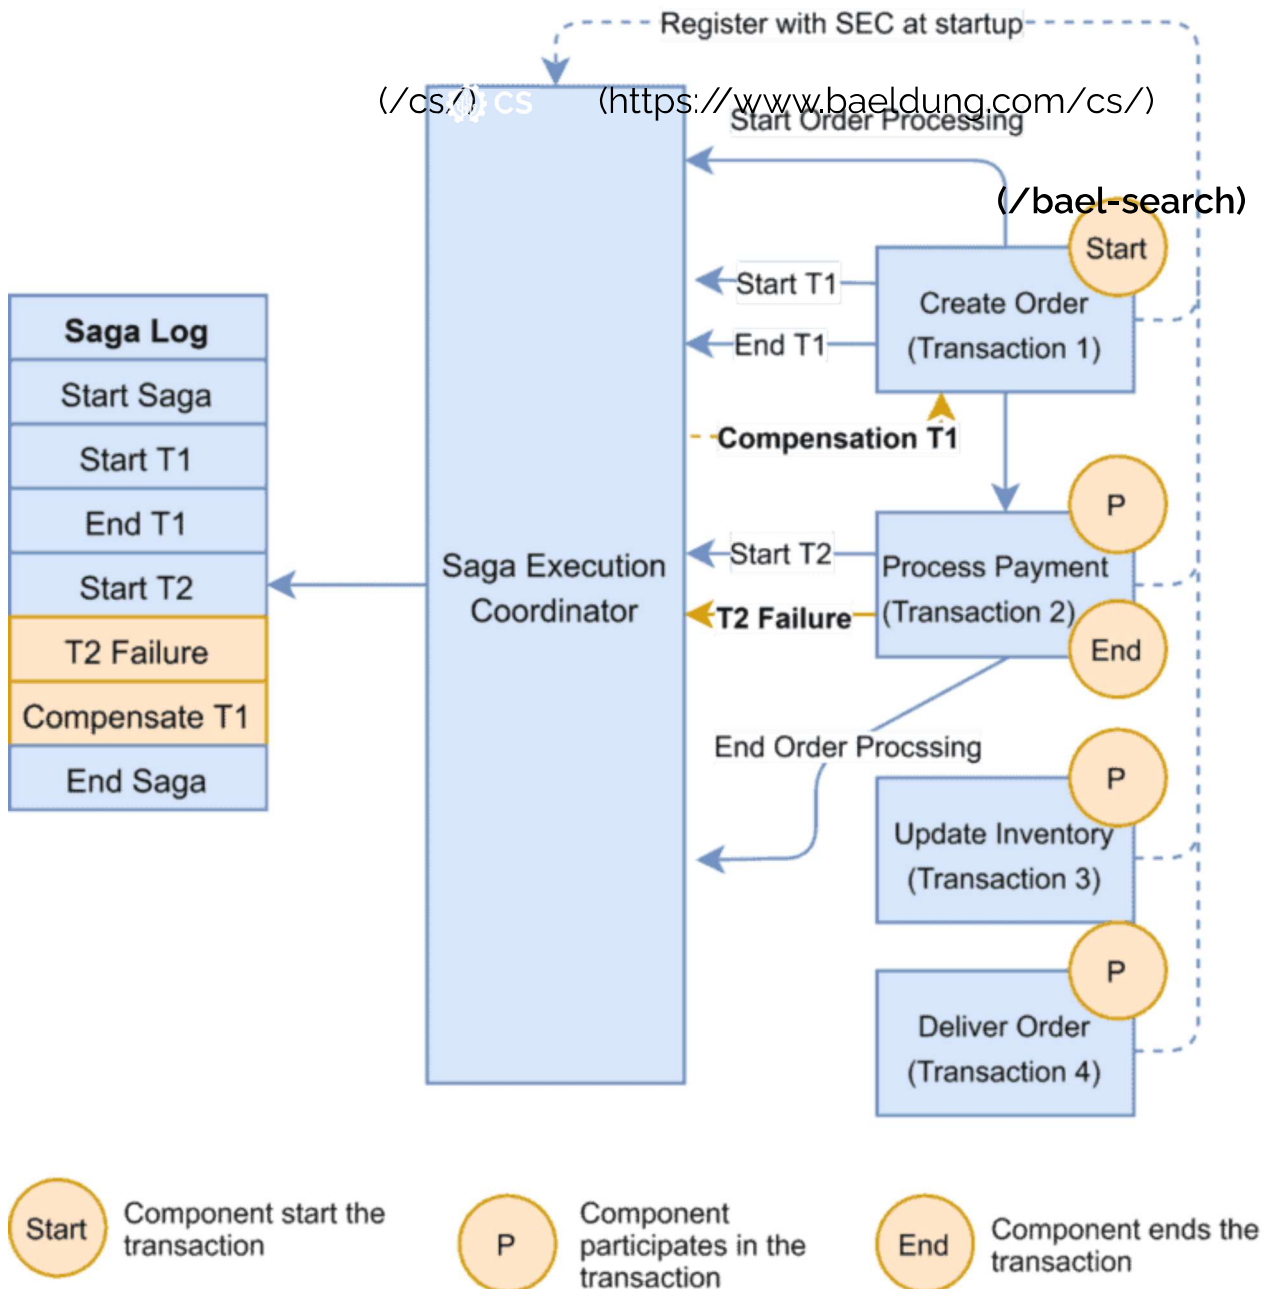 Register with SEC at startup
(/cs/)
CS
(https://www.baeldung.com/cs/)
Start Order Processing
(/bael-search)
Start
Create Order
(Transaction 1)
Start T1
End T1
Compensation T1
Saga Log
Start Saga
Start T1
End T1
Start T2
T2 Failure
Compensate T1
End Saga
Saga Execution
Coordinator
P
Start T2
Process Payment
(Transaction 2)
T2 Failure
End
End Order Procssing
P
Update Inventory
(Transaction 3)
P
Deliver Order
(Transaction 4)
Start
Component start the
transaction
P
Component
participates in the
transaction
End
Component ends the
transaction